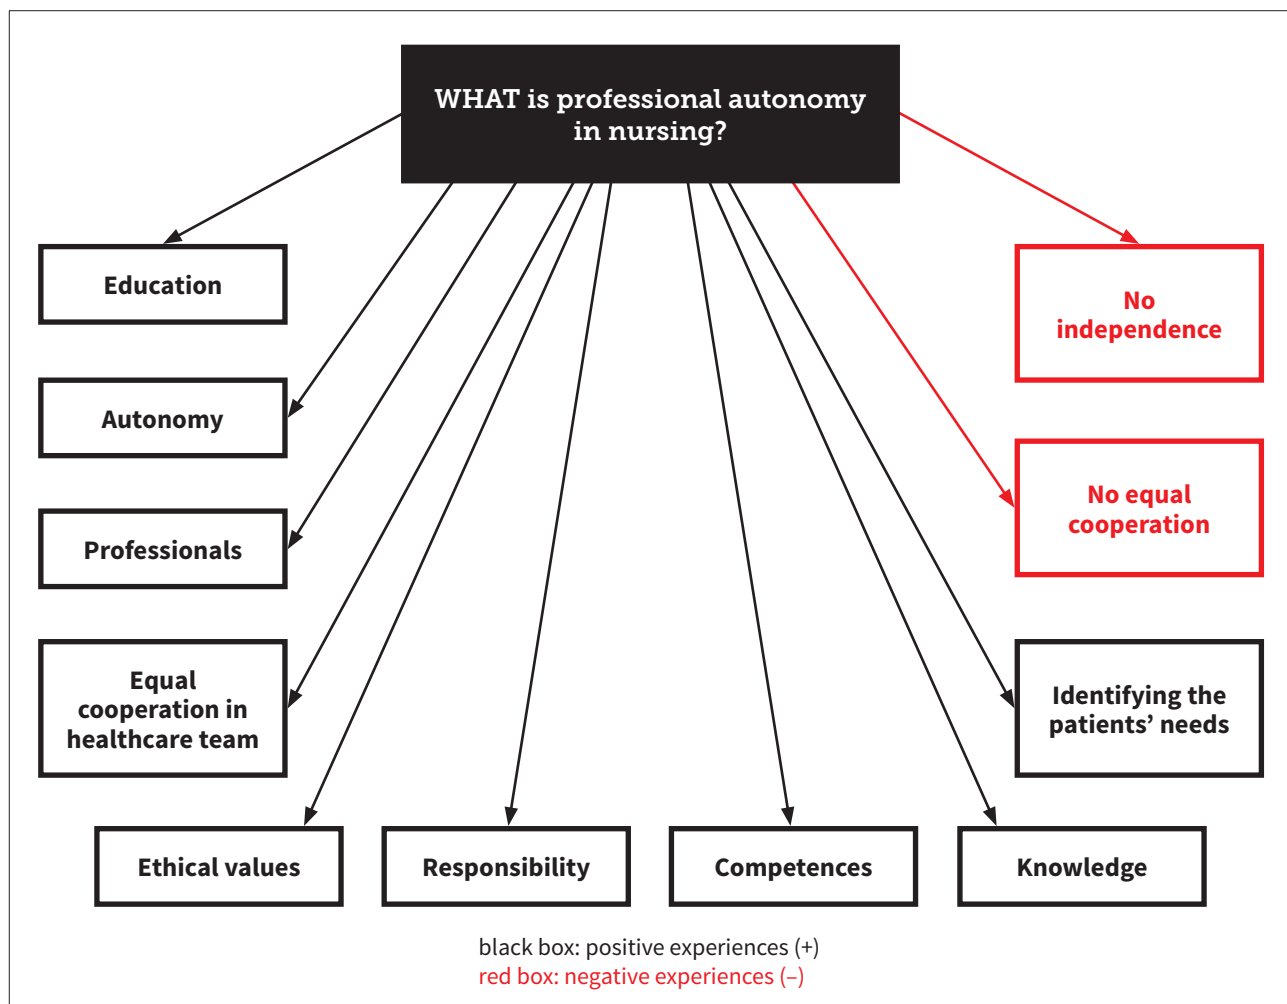 WHAT is professional autonomy
in nursing?
Education
Autonomy
Professionals
Equal
cooperation in
healthcare team
Ethical values
Responsibility
Competences
Knowledge
No
independence
No equal
cooperation
Identifying the
patients’ needs
black box: positive experiences (+)
red box: negative experiences (–)